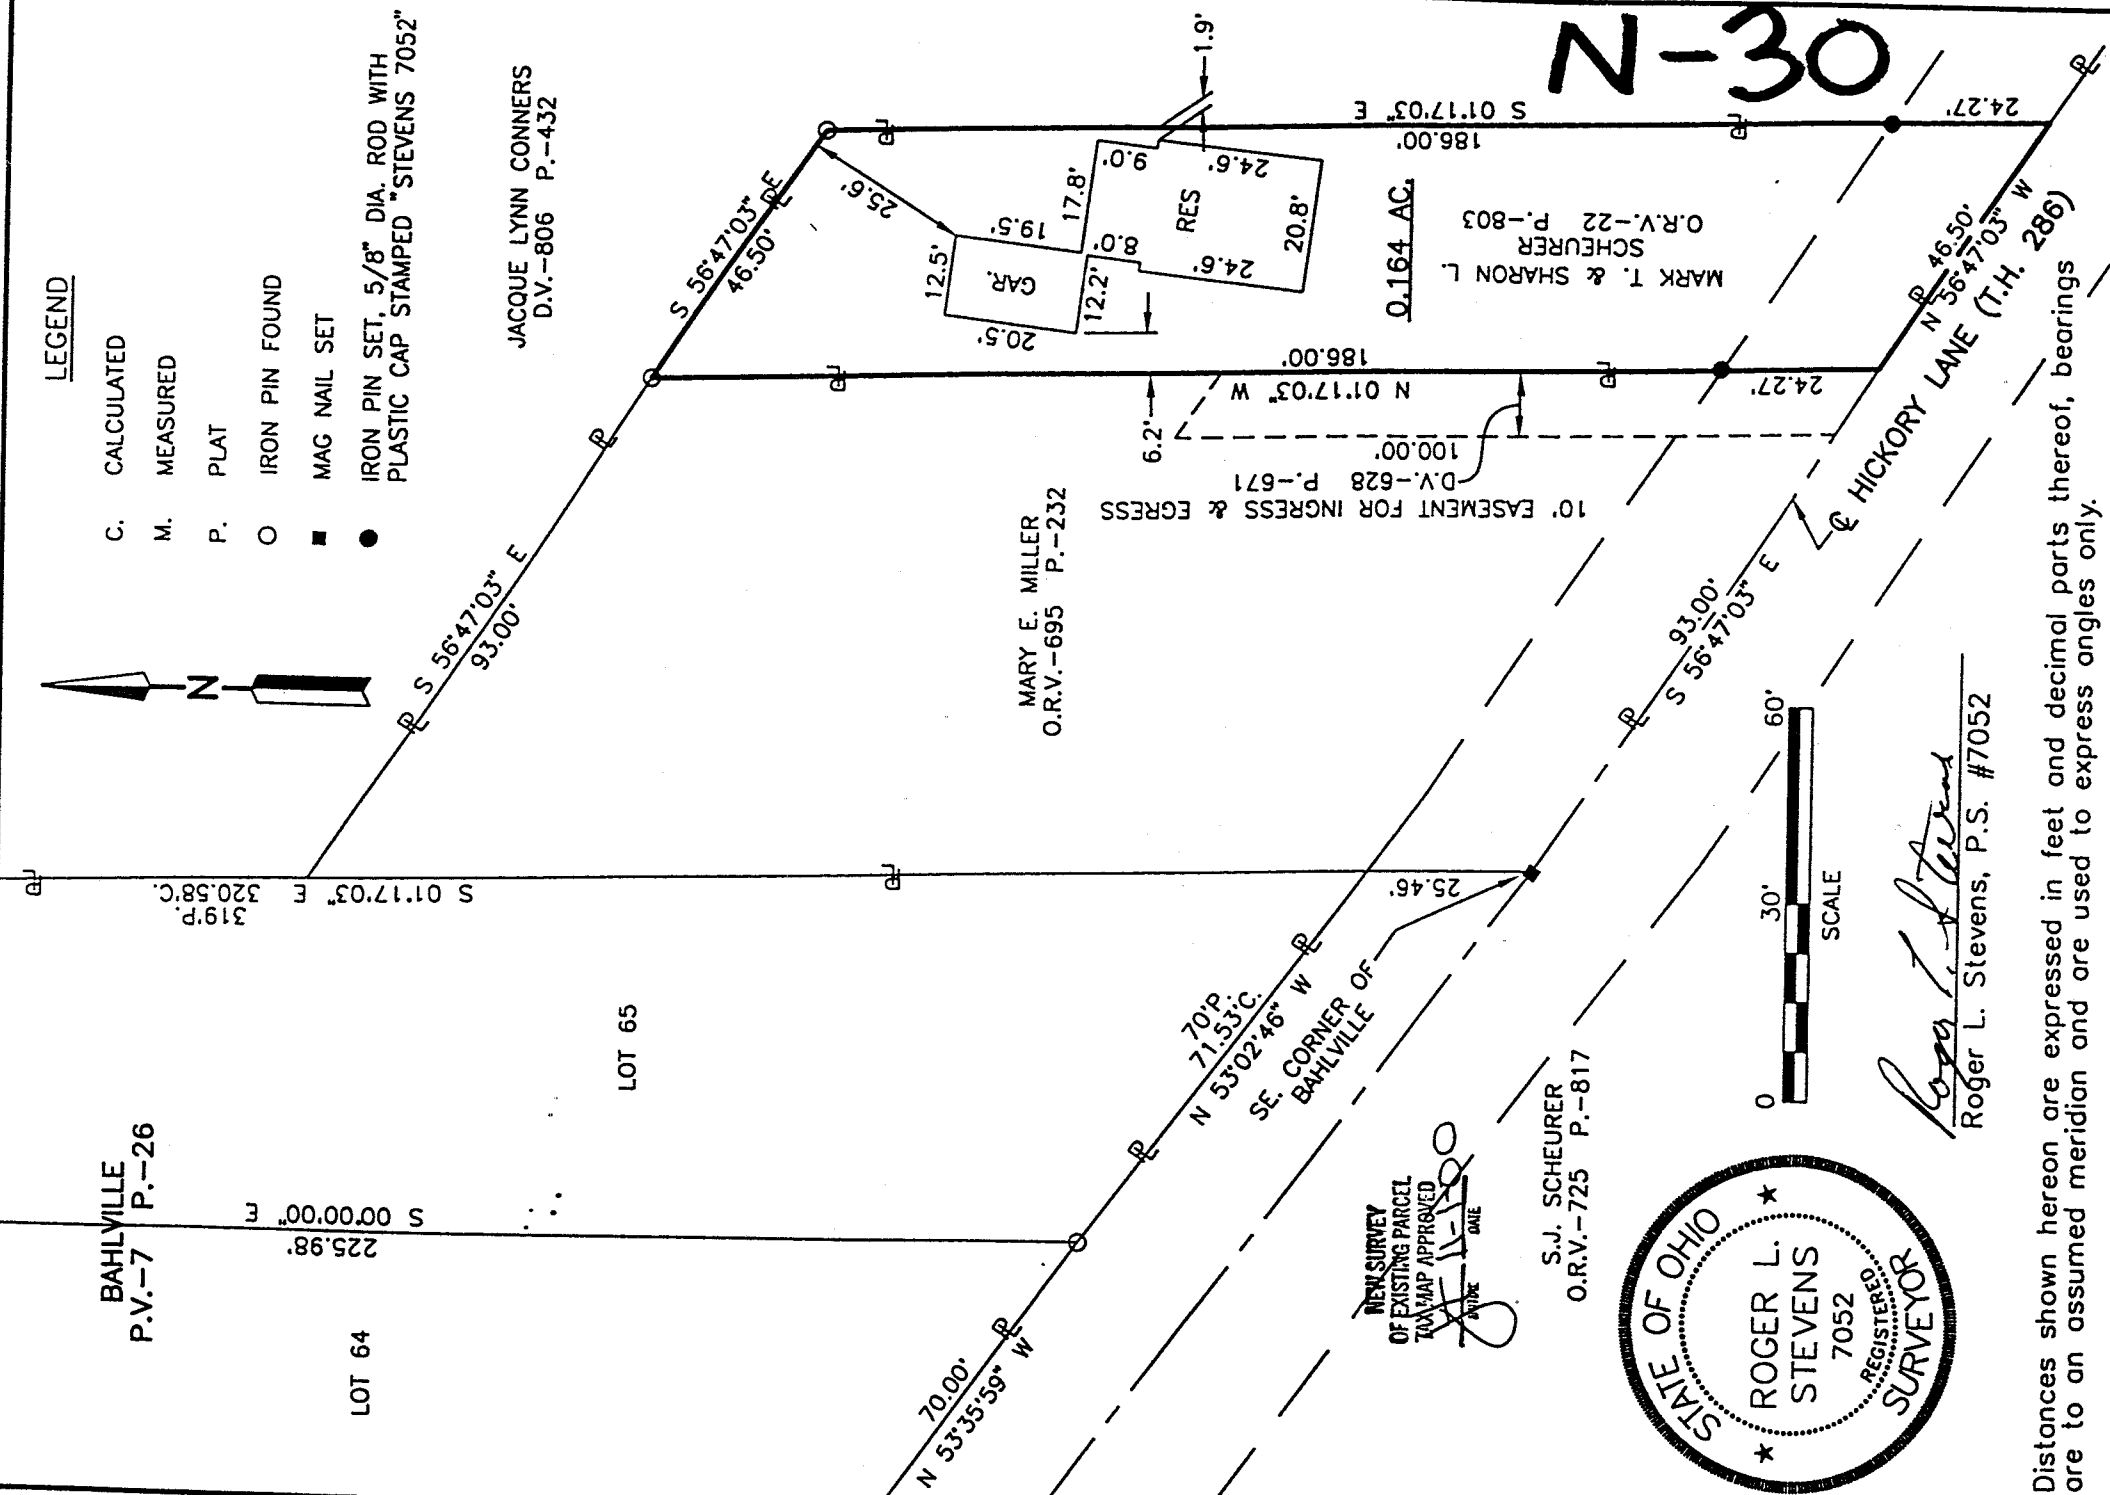 N-30
LEGEND
C. CALCULATED
M. MEASURED
P. PLAT
IRON PIN FOUND
MAG NAIL SET
IRON PIN SET, 5/8" DIA. ROD WITH
PLASTIC CAP STAMPED "STEVENS 7052"
JACQUE LYNN CONNERS
D.V.-806 P.-432
S 56°47'03" E
46.50'
25.6'
12.5'
19.5'
GAR.
20.5'
12.2'
17.8'
8.0'
9.0'
RES
24.6'
24.6'
20.8'
1.9'
6.2'
S 01°17'03" E
186.00'
24.27'
0.164 AC.
MARK T. & SHARON L.
SCHEURER
O.R.V.-22 P.-803
N 01°17'03" W
186.00'
24.27'
46.50'
N 56°47'03" W
℄ HICKORY LANE (T.H. 286)
100.00'
10' EASEMENT FOR INGRESS & EGRESS
D.V.-628 P.-671
S 56°47'03" E
93.00'
N
MARY E. MILLER
O.R.V.-695 P.-232
93.00'
S 56°47'03" E
S 01°17'03" E
320.58'C.
319'P.
25.46'
LOT 65
70'P.
71.53'C.
N 53°02'46" W
SE. CORNER OF
BAHLVILLE
BAHLVILLE
P.V.-7 P.-26
S 00°00'00" E
225.98'
LOT 64
70.00'
N 53°35'59" W
NEW SURVEY
OF EXISTING PARCEL
TAX MAP APPROVED
DATE
S.J. SCHEURER
O.R.V.-725 P.-817
0 30' 60'
SCALE
STATE OF OHIO
ROGER L.
STEVENS
7052
REGISTERED
SURVEYOR
Roger L. Stevens
Roger L. Stevens, P.S. #7052
Distances shown hereon are expressed in feet and decimal parts thereof, bearings
are to an assumed meridian and are used to express angles only.